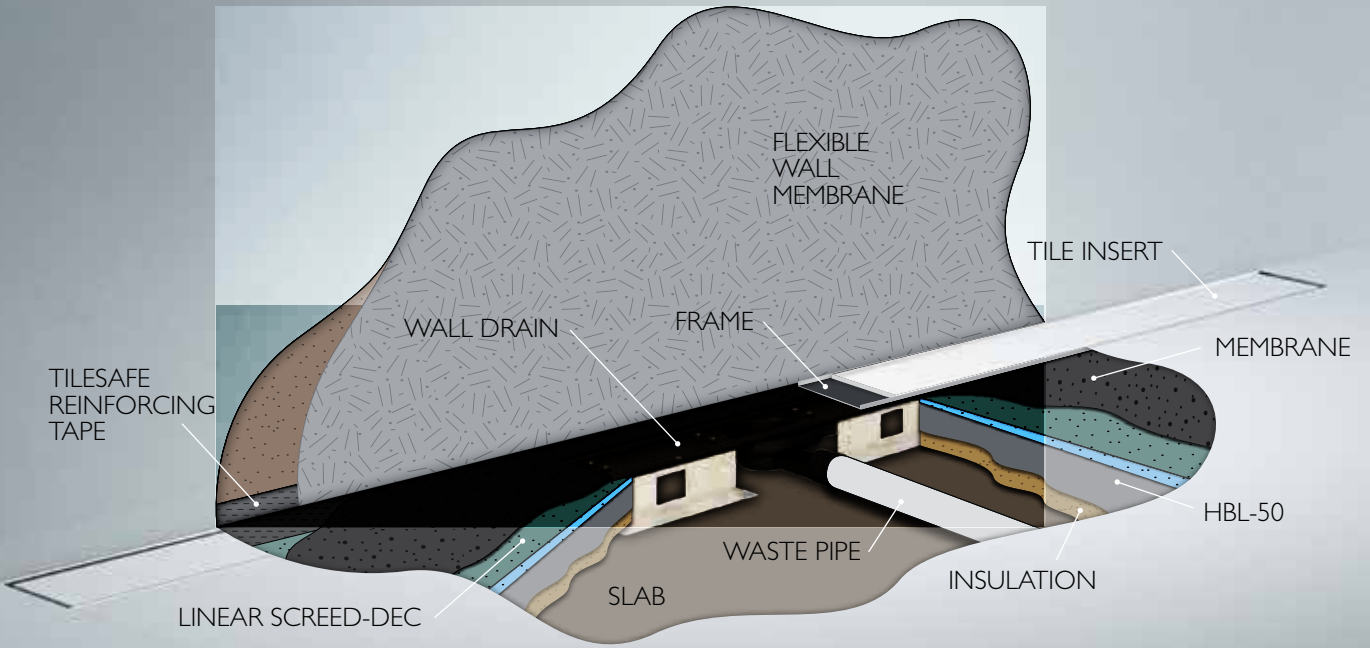 FLEXIBLE
WALL
MEMBRANE
TILE INSERT
WALL DRAIN
FRAME
MEMBRANE
TILESAFE
REINFORCING
TAPE
HBL-50
WASTE PIPE
INSULATION
SLAB
LINEAR SCREED-DEC